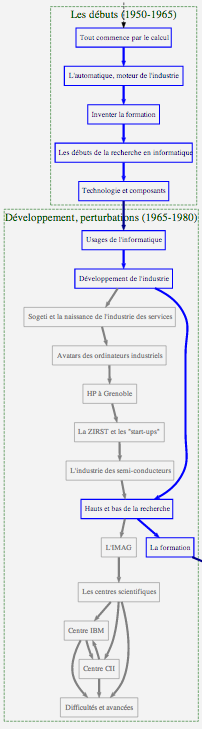 Les débuts (1950-1965)
Tout commence par le calcul
L'automatique, moteur de l'industrie
Inventer la formation
Les débuts de la recherche en informatique
Technologie et composants
Développement, perturbations (1965-1980)
Usages de l'informatique
Développement de l'industrie
Sogeti et la naissance de l'industrie des services
Avatars des ordinateurs industriels
HP à Grenoble
La ZIRST et les "start-ups"
L'industrie des semi-conducteurs
Hauts et bas de la recherche
L'IMAG
La formation
Les centres scientifiques
Centre IBM
Centre CII
Difficultés et avancées